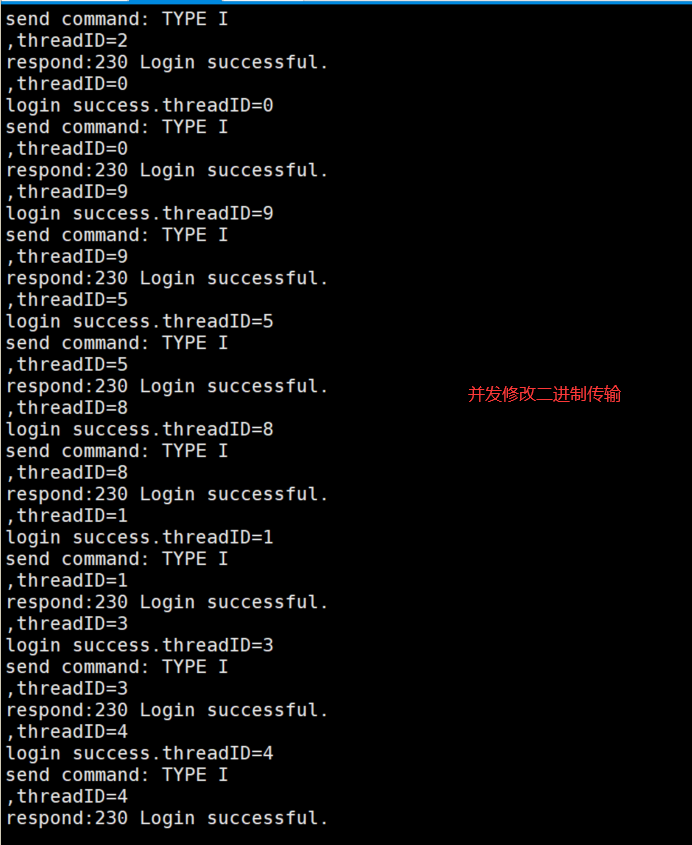 send command: TYPE I
,threadID=2
respond:230 Login successful.
,threadID=0
login success.threadID=0
send command: TYPE I
,threadID=0
respond:230 Login successful.
,threadID=9
login success.threadID=9
send command: TYPE I
,threadID=9
respond:230 Login successful.
,threadID=5
login success.threadID=5
send command: TYPE I
,threadID=5
respond:230 Login successful.
并发修改二进制传输
,threadID=8
login success.threadID=8
send command: TYPE I
,threadID=8
respond:230 Login successful.
,threadID=1
login success.threadID=1
send command: TYPE I
,threadID=1
respond:230 Login successful.
,threadID=3
login success.threadID=3
send command: TYPE I
,threadID=3
respond:230 Login successful.
,threadID=4
login success.threadID=4
send command: TYPE I
,threadID=4
respond:230 Login successful.